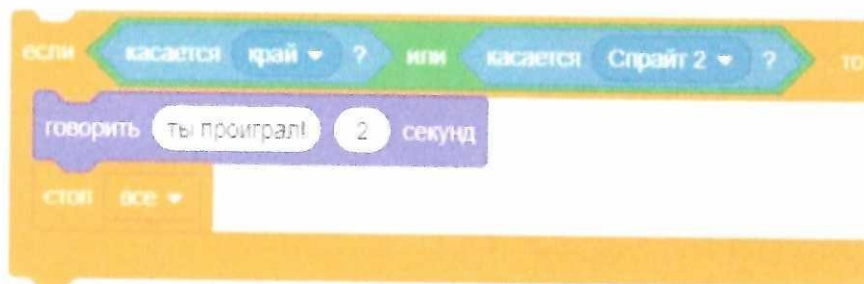 если касается край ? или касается Спрайт 2 ? то
говорить ты проиграл! 2 секунд
стоп все